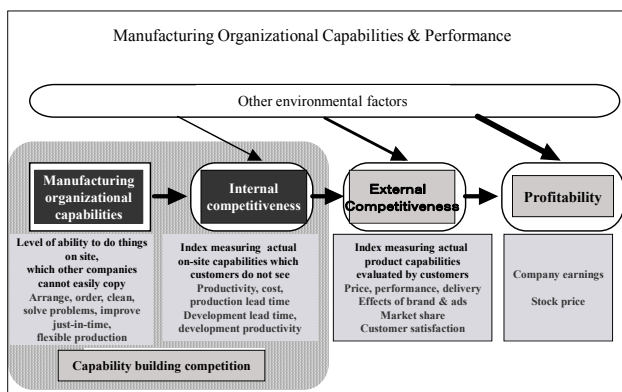 Manufacturing Organizational Capabilities & Performance
Other environmental factors
Manufacturing
organizational
capabilities
Internal
competitiveness
External
Competitiveness
Profitability
Level of ability to do things
on site,
which other companies
cannot easily copy
Arrange, order, clean,
solve problems, improve
just-in-time,
flexible production
Index measuring actual
on-site capabilities which
customers do not see
Productivity, cost,
production lead time
Development lead time,
development productivity
Index measuring actual
product capabilities
evaluated by customers
Price, performance, delivery
Effects of brand & ads
Market share
Customer satisfaction
Company earnings
Stock price
Capability building competition